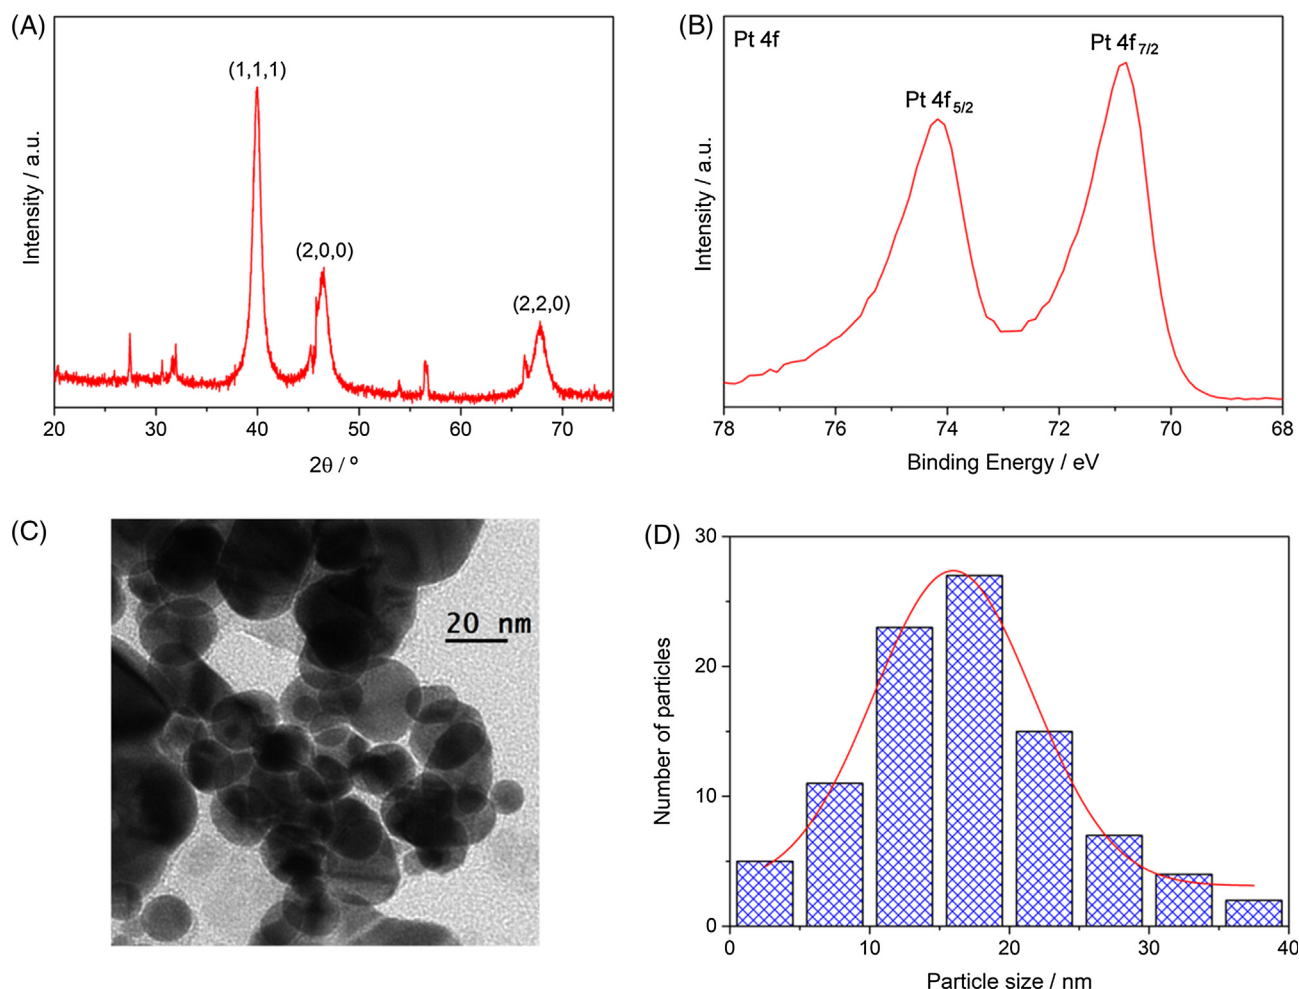 (A)
(1,1,1)
(2,0,0)
(2,2,0)
Intensity / a.u.
20 30 40 50 60 70
2θ / º
(B)
Pt 4f
Pt 4f7/2
Pt 4f5/2
Intensity / a.u.
78 76 74 72 70 68
Binding Energy / eV
(C)
20 nm
(D)
30
20
10
0
Number of particles
0 10 20 30 40
Particle size / nm